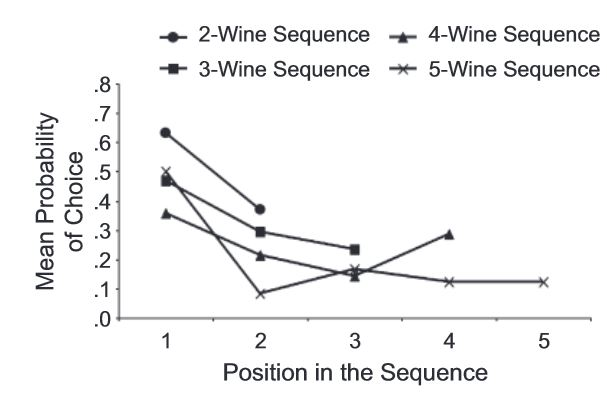 2-Wine Sequence 4-Wine Sequence
3-Wine Sequence 5-Wine Sequence
Mean Probability
of Choice
.8
.7
.6
.5
.4
.3
.2
.1
.0
1 2 3 4 5
Position in the Sequence